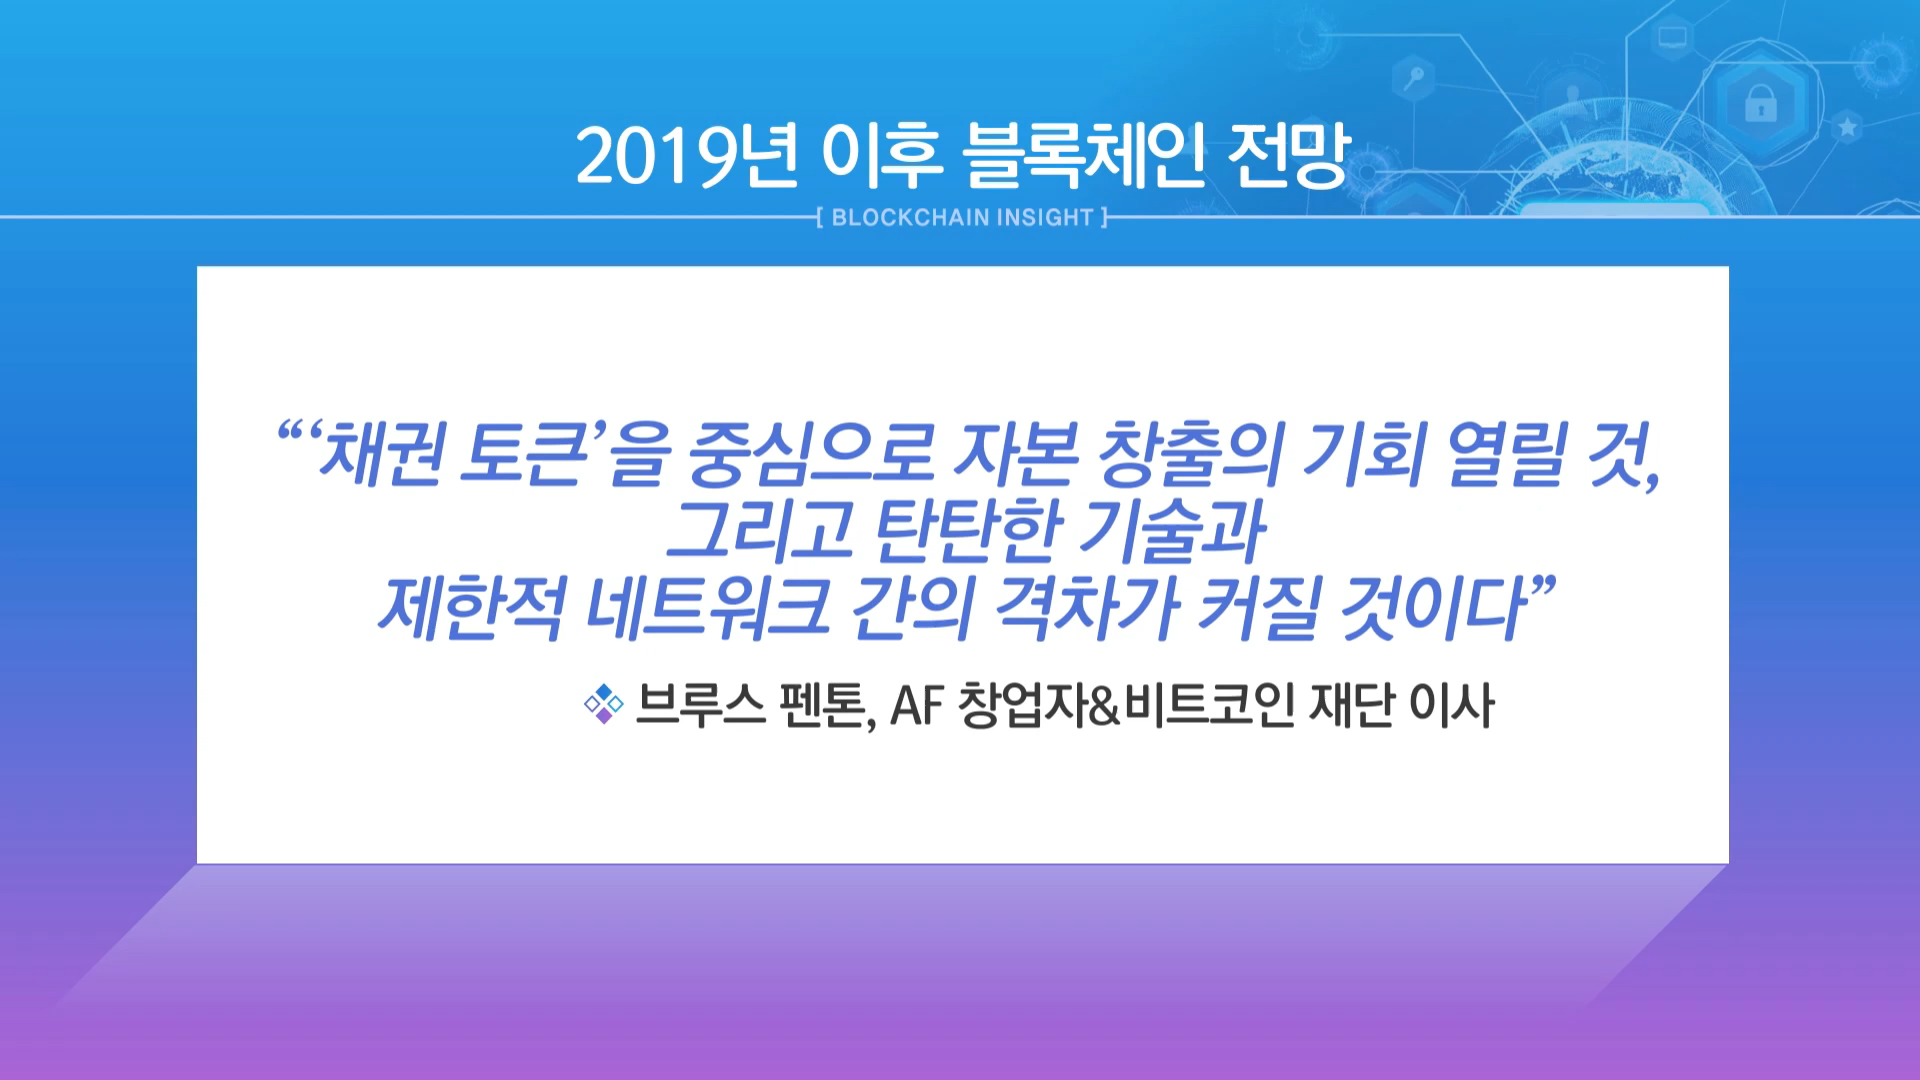 2019년 이후 블록체인 전망
[ BLOCKCHAIN INSIGHT ]
“‘채권 토큰’을 중심으로 자본 창출의 기회 열릴 것,
그리고 탄탄한 기술과
제한적 네트워크 간의 격차가 커질 것이다”
브루스 펜톤, AF 창업자&비트코인 재단 이사